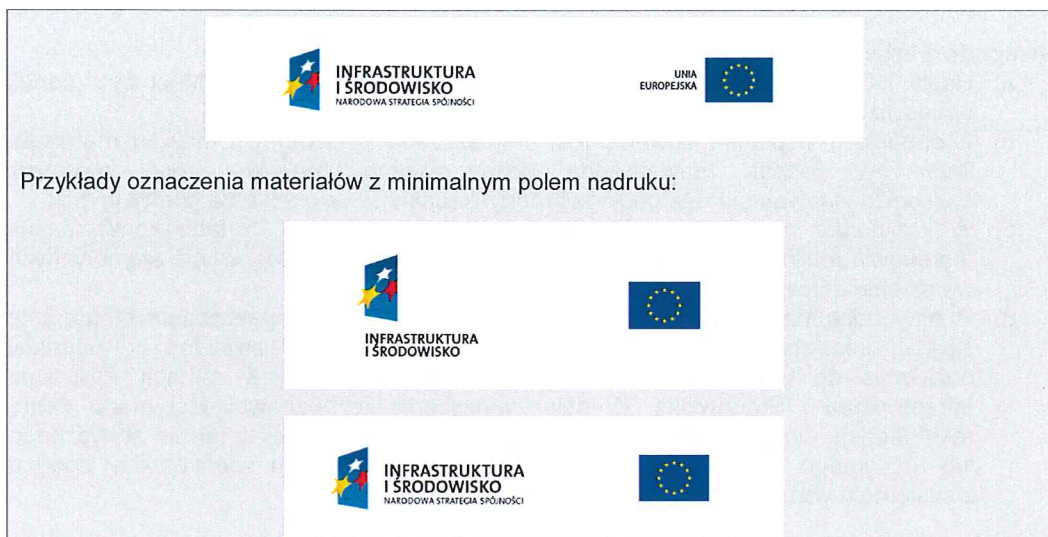 INFRASTRUKTURA
I ŚRODOWISKO
NARODOWA STRATEGIA SPÓJNOŚCI
UNIA
EUROPEJSKA
Przykłady oznaczenia materiałów z minimalnym polem nadruku:
INFRASTRUKTURA
I ŚRODOWISKO
INFRASTRUKTURA
I ŚRODOWISKO
NARODOWA STRATEGIA SPÓJNOŚCI